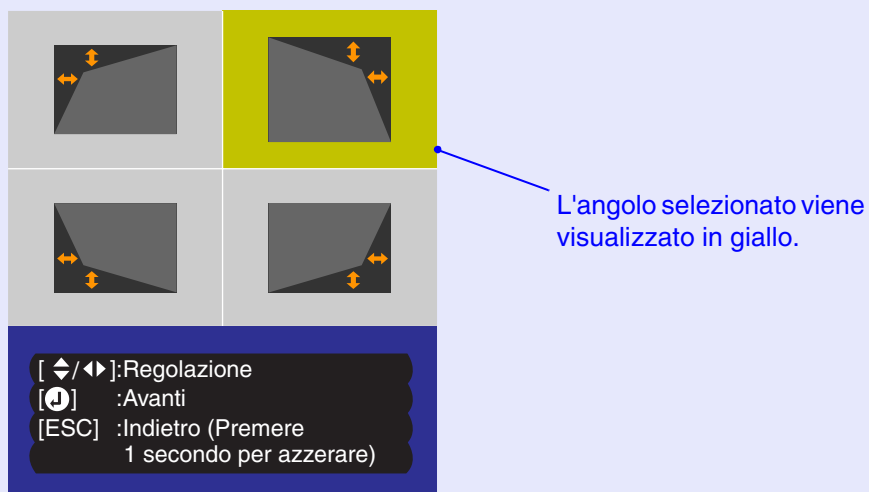 L'angolo selezionato viene
visualizzato in giallo.
[ / ]:Regolazione
[ ] :Avanti
[ESC] :Indietro (Premere
1 secondo per azzerare)